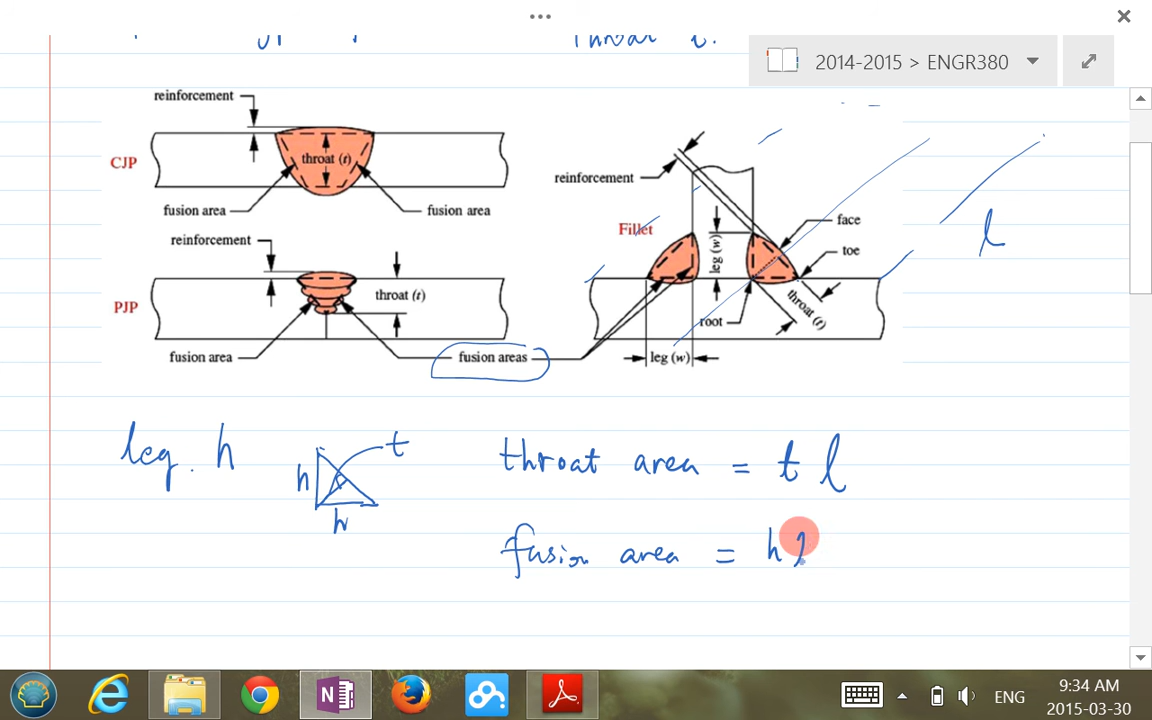 throat t.
2014-2015 > ENGR380
reinforcement
CJP
throat (t)
fusion area
fusion area
reinforcement
PJP
throat (t)
fusion area
fusion areas
reinforcement
Fillet
leg (w)
face
toe
throat (t)
root
leg (w)
l
leg. h
h
t
h
throat area = t l
fusion area = h l
ENG
9:34 AM
2015-03-30